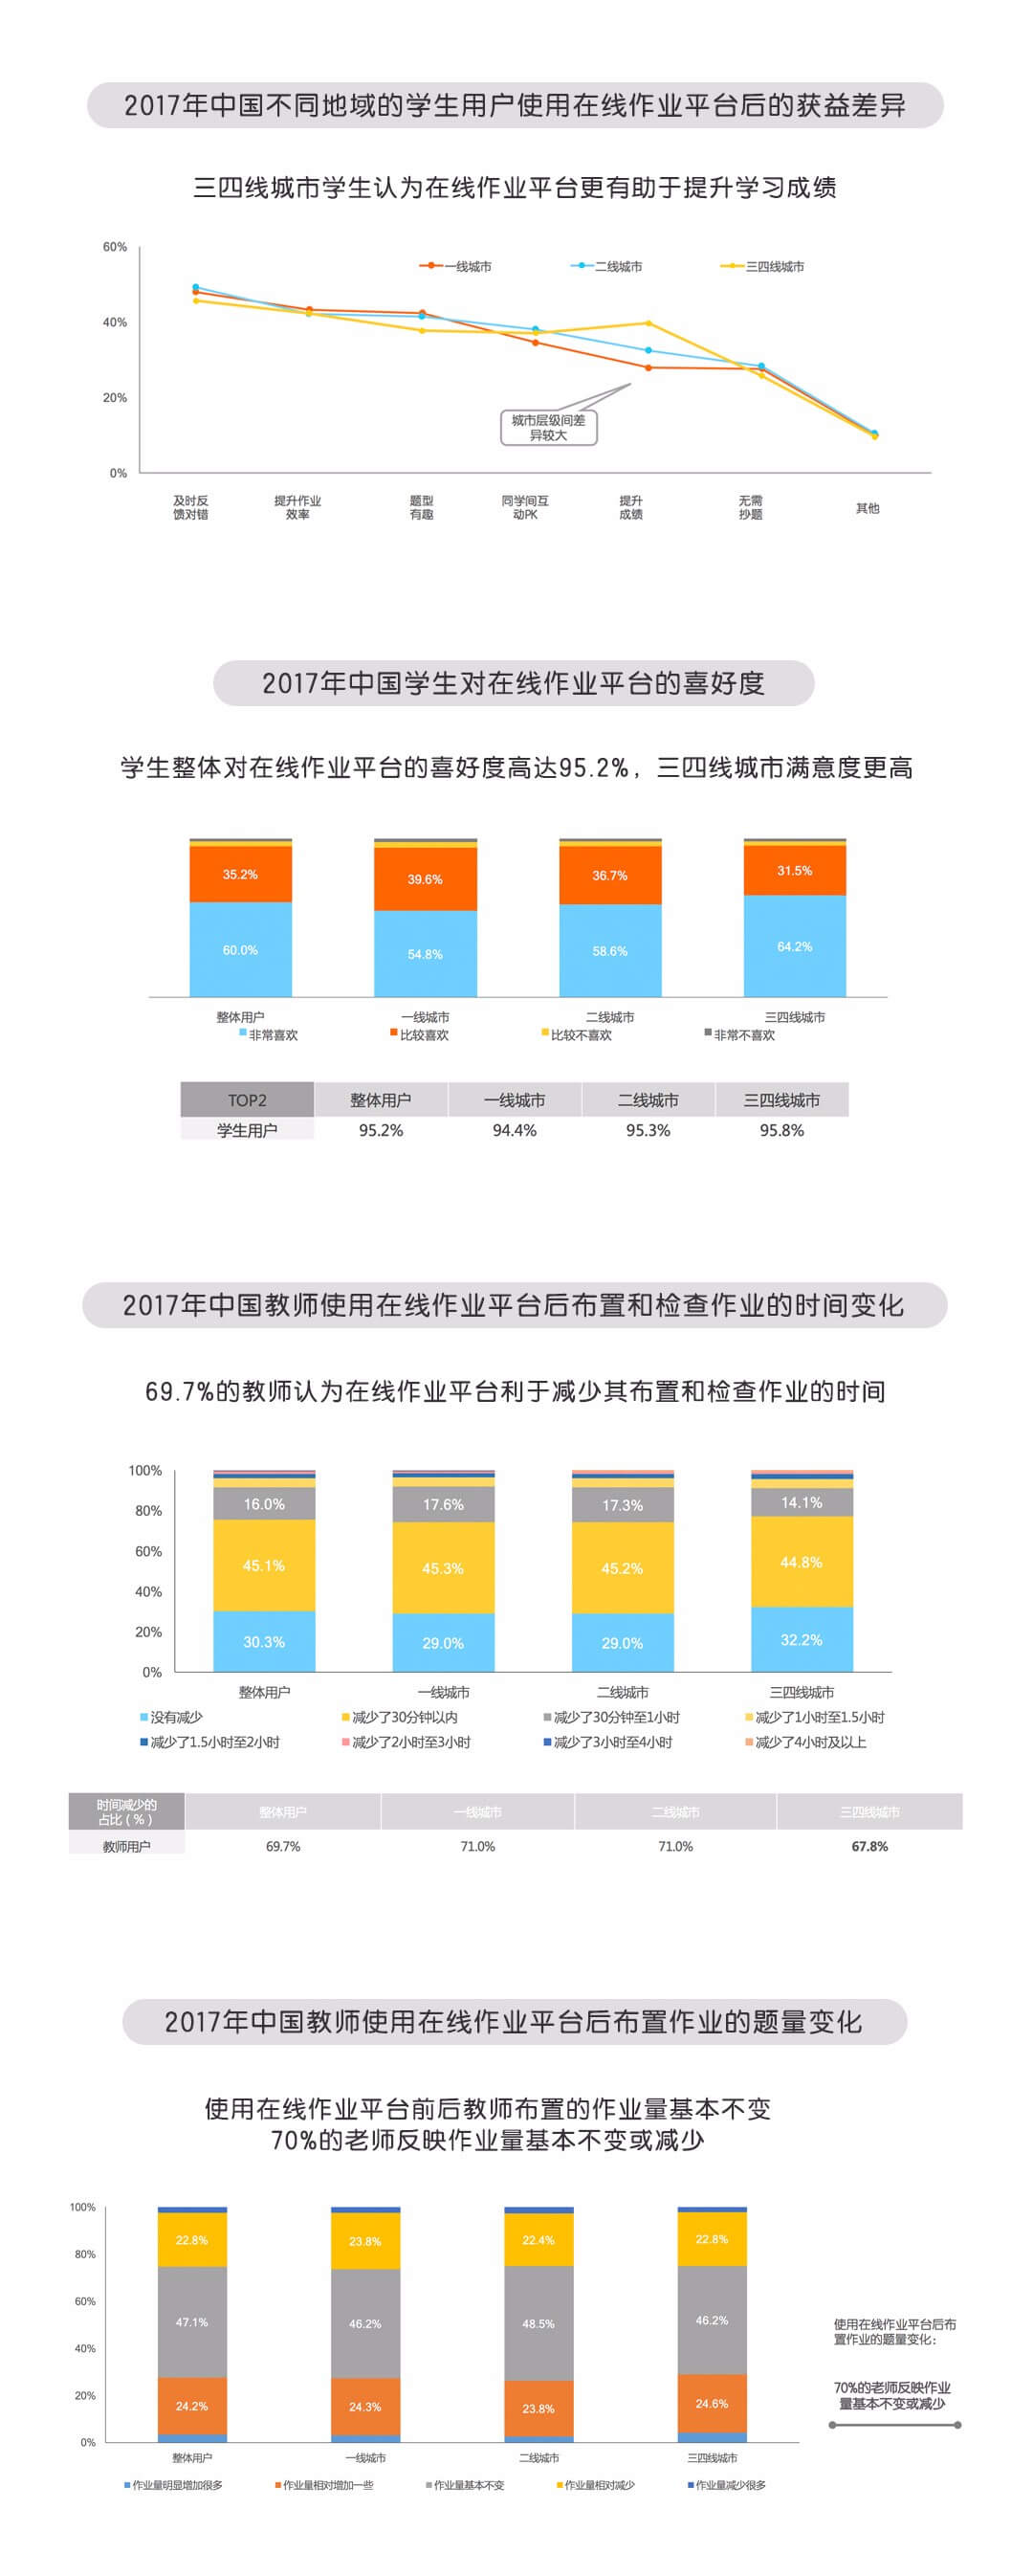 2017年中国不同地域的学生用户使用在线作业平台后的获益差异
三四线城市学生认为在线作业平台更有助于提升学习成绩
60%
一线城市
二线城市
三四线城市
40%
20%
城市层级间差
异较大
0%
及时反
馈对错
提升作业
效率
题型
有趣
同学间互
动PK
提升
成绩
无需
抄题
其他
2017年中国学生对在线作业平台的喜好度
学生整体对在线作业平台的喜好度高达95.2%，三四线城市满意度更高
35.2% 39.6% 36.7% 31.5%
60.0% 54.8% 58.6% 64.2%
整体用户 一线城市 二线城市 三四线城市
非常喜欢 比较喜欢 比较不喜欢 非常不喜欢
TOP2 整体用户 一线城市 二线城市 三四线城市
学生用户 95.2% 94.4% 95.3% 95.8%
2017年中国教师使用在线作业平台后布置和检查作业的时间变化
69.7%的教师认为在线作业平台利于减少其布置和检查作业的时间
100%
80%
60%
40%
20%
0%
16.0% 17.6% 17.3% 14.1%
45.1% 45.3% 45.2% 44.8%
30.3% 29.0% 29.0% 32.2%
整体用户 一线城市 二线城市 三四线城市
没有减少 减少了30分钟以内 减少了30分钟至1小时 减少了1小时至1.5小时
减少了1.5小时至2小时 减少了2小时至3小时 减少了3小时至4小时 减少了4小时及以上
时间减少的
占比（%）
整体用户 一线城市 二线城市 三四线城市
教师用户 69.7% 71.0% 71.0% 67.8%
2017年中国教师使用在线作业平台后布置作业的题量变化
使用在线作业平台前后教师布置的作业量基本不变
70%的老师反映作业量基本不变或减少
100%
80%
60%
40%
20%
0%
22.8% 23.8% 22.4% 22.8%
47.1% 46.2% 48.5% 46.2%
24.2% 24.3% 23.8% 24.6%
整体用户 一线城市 二线城市 三四线城市
作业量明显增加很多 作业量相对增加一些 作业量基本不变 作业量相对减少 作业量减少很多
使用在线作业平台后布
置作业的题量变化：
70%的老师反映作业
量基本不变或减少